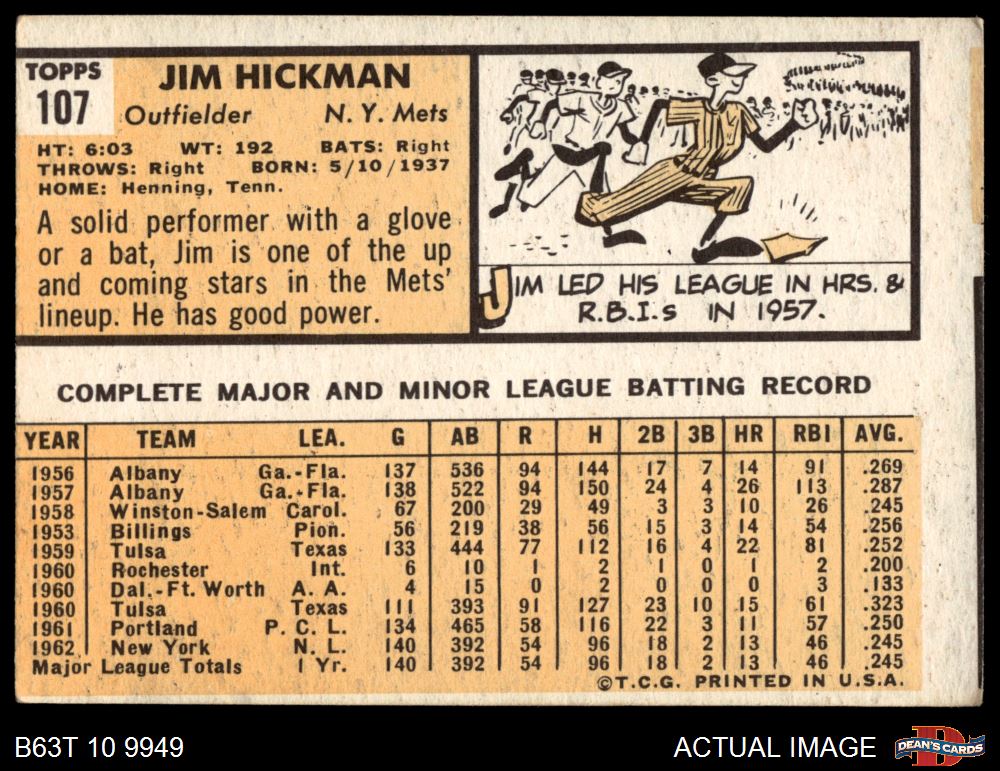 TOPPS
107
JIM HICKMAN
Outfielder N. Y. Mets
HT: 6:03 WT: 192 BATS: Right
THROWS: Right BORN: 5/10/1937
HOME: Henning, Tenn.
A solid performer with a glove
or a bat, Jim is one of the up
and coming stars in the Mets'
lineup. He has good power.
JIM LED HIS LEAGUE IN HRS. &
R.B.I.s IN 1957.
COMPLETE MAJOR AND MINOR LEAGUE BATTING RECORD
YEAR TEAM LEA. G AB R H 2B 3B HR RBI AVG.
1956 Albany Ga.-Fla. 137 536 94 144 17 7 14 91 .269
1957 Albany Ga.-Fla. 138 522 94 150 24 4 26 113 .287
1958 Winston-Salem Carol. 67 200 29 49 3 3 10 26 .245
1953 Billings Pion. 56 219 38 56 15 3 14 54 .256
1959 Tulsa Texas 133 444 77 112 16 4 22 81 .252
1960 Rochester Int. 6 10 1 2 1 0 1 2 .200
1960 Dal.-Ft. Worth A. A. 4 15 0 2 0 0 0 3 .133
1960 Tulsa Texas 111 393 91 127 23 10 15 61 .323
1961 Portland P. C. L. 134 465 58 116 22 3 11 57 .250
1962 New York N. L. 140 392 54 96 18 2 13 46 .245
Major League Totals 1 Yr. 140 392 54 96 18 2 13 46 .245
©T.C.G. PRINTED IN U.S.A.
B63T 10 9949 ACTUAL IMAGE DEAN'S CARDS